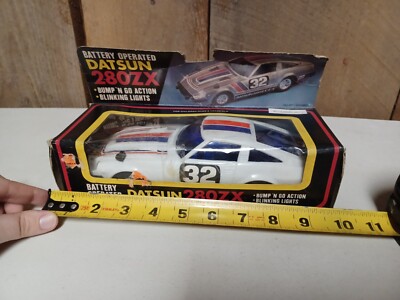 BATTERY OPERATED
DATSUN
280ZX
• BUMP 'N GO ACTION
• BLINKING LIGHTS
32
32
BATTERY
OPERATED
DATSUN 280ZX
• BUMP 'N GO ACTION
• BLINKING LIGHTS
2 3 4 5 6 7 8 9 10 11